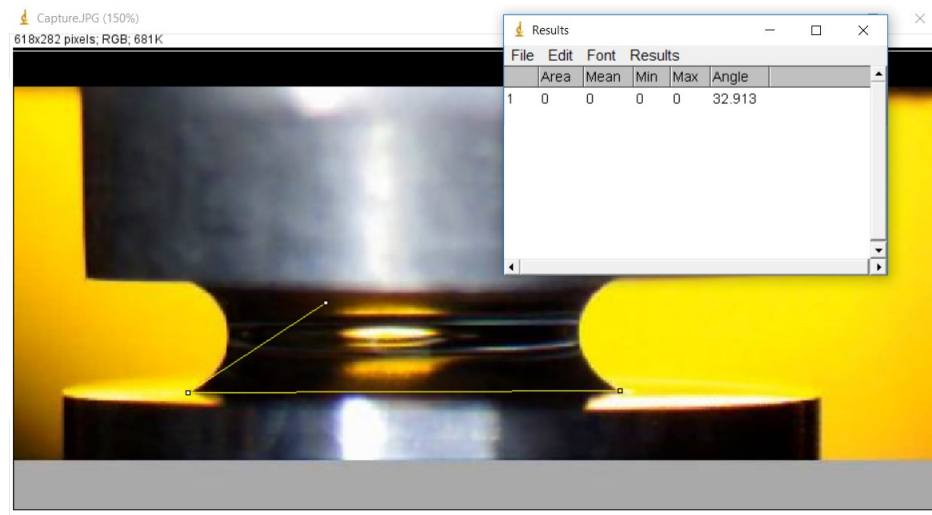 Capture.JPG (150%)
618x282 pixels; RGB; 681K
Results
File Edit Font Results
Area Mean Min Max Angle
1 0 0 0 0 32.913